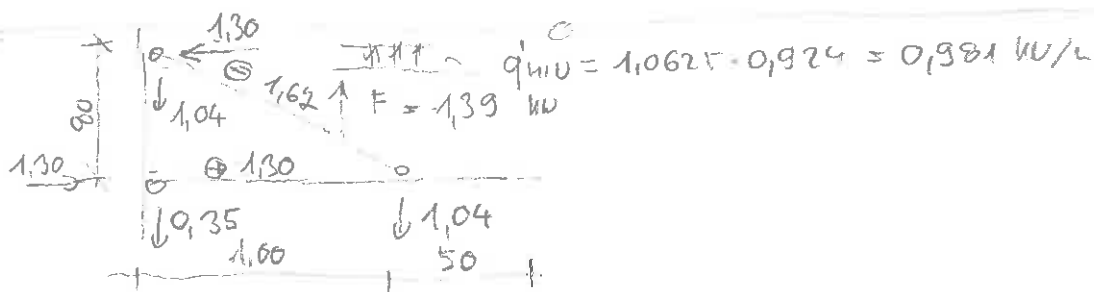 1,30
q'min = 1,0625 · 0,924 = 0,981 kN/m
⊖ 1,62 F = -1,39 kN
80 1,04
1,30 ⊕ 1,30
0,35 1,04
1,00 50